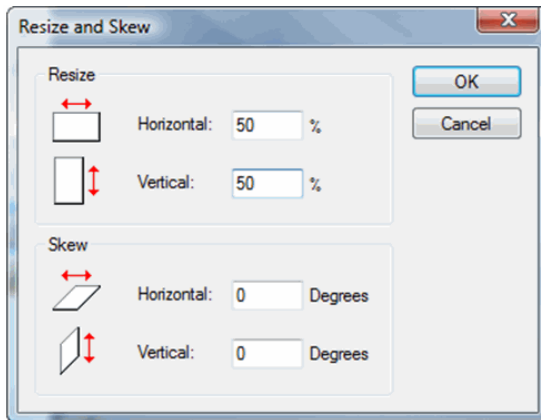 Resize and Skew
Resize
Horizontal: 50 %
Vertical: 50 %
OK
Cancel
Skew
Horizontal: 0 Degrees
Vertical: 0 Degrees